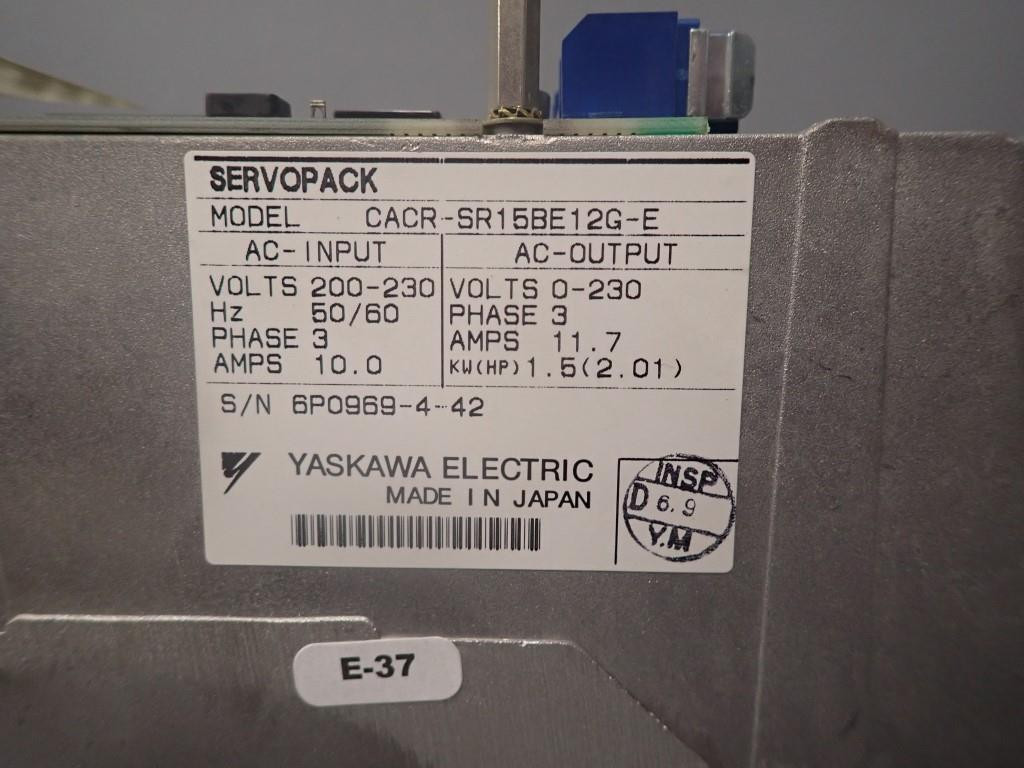 SERVOPACK
MODEL CACR-SR15BE12G-E
AC-INPUT AC-OUTPUT
VOLTS 200-230 VOLTS 0-230
Hz 50/60 PHASE 3
PHASE 3 AMPS 11.7
AMPS 10.0 KW(HP) 1.5(2.01)
S/N 6P0969-4-42
YASKAWA ELECTRIC
MADE IN JAPAN
INSP
D 6.9
Y.M
E-37